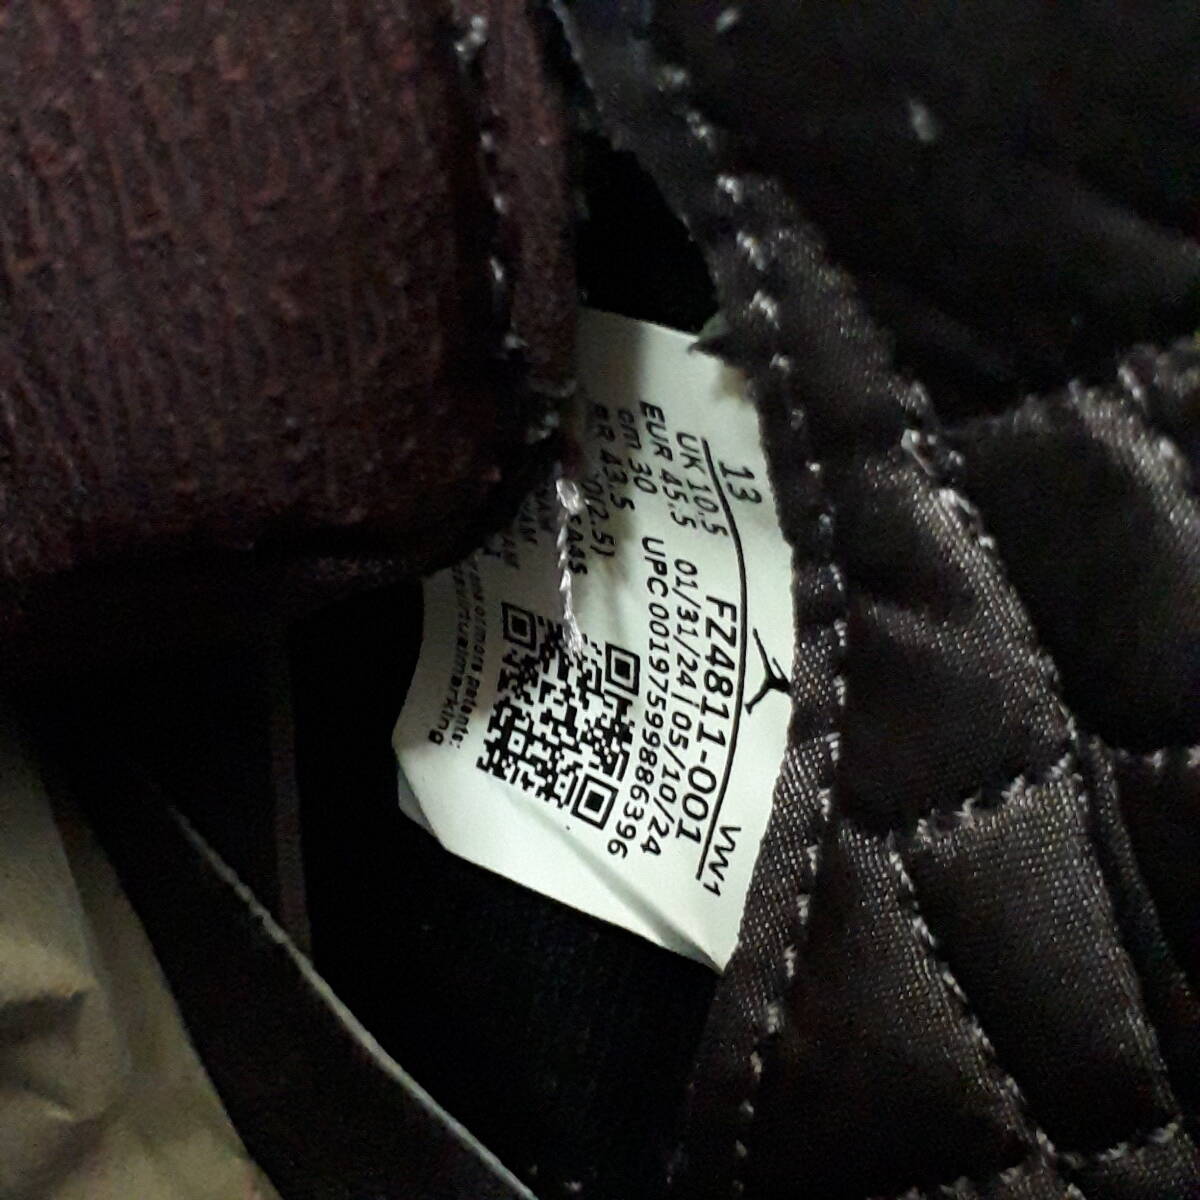 13
VW1
FZ4811-001
UK 10.5
01/31/24 | 05/10/24
EUR 45.5
UPC 00197599886396
cm 30
BR 43.5
patents: